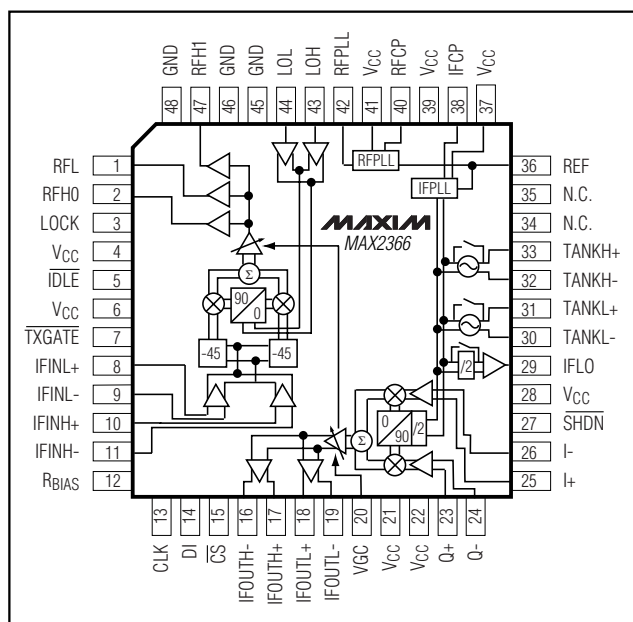 GND
RFH1
GND
GND
LOL
LOH
RFPLL
VCC
RFCP
VCC
IFCP
VCC
48
47
46
45
44
43
42
41
40
39
38
37
RFL 1
RFH0 2
LOCK 3
VCC 4
IDLE 5
VCC 6
TXGATE 7
IFINL+ 8
IFINL- 9
IFINH+ 10
IFINH- 11
RBIAS 12
RFPLL
IFPLL
MAXIM
MAX2366
Σ
90
0
-45
-45
/2
Σ
0
90
/2
36 REF
35 N.C.
34 N.C.
33 TANKH+
32 TANKH-
31 TANKL+
30 TANKL-
29 IFLO
28 VCC
27 SHDN
26 I-
25 I+
13
14
15
16
17
18
19
20
21
22
23
24
CLK
DI
CS
IFOUTH-
IFOUTH+
IFOUTL+
IFOUTL-
VGC
VCC
VCC
Q+
Q-